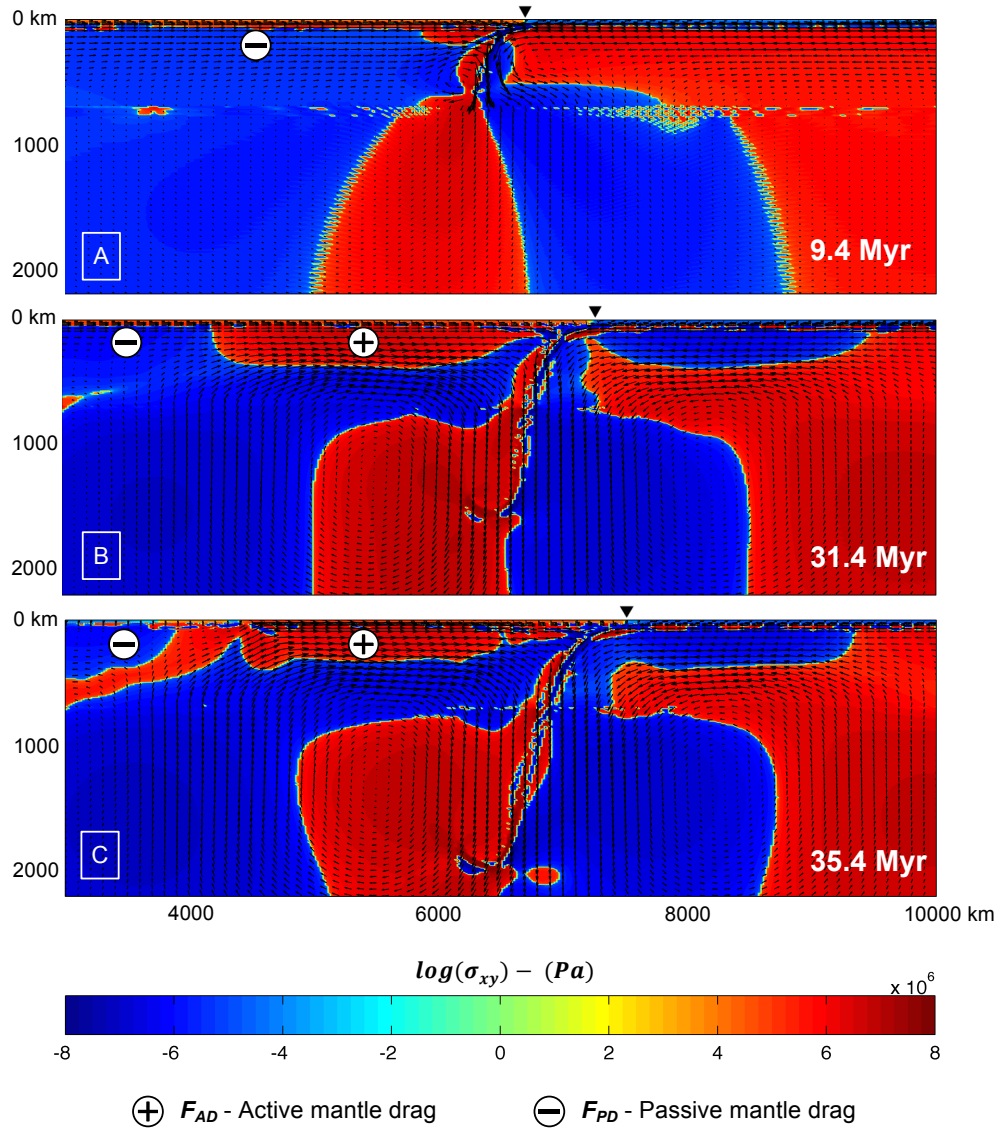 0 km
1000
2000
A
9.4 Myr
0 km
1000
2000
B
31.4 Myr
0 km
1000
2000
C
35.4 Myr
4000 6000 8000 10000 km
log(σxy) − (Pa)
x 10^6
-8 -6 -4 -2 0 2 4 6 8
+ FAD - Active mantle drag − FPD - Passive mantle drag